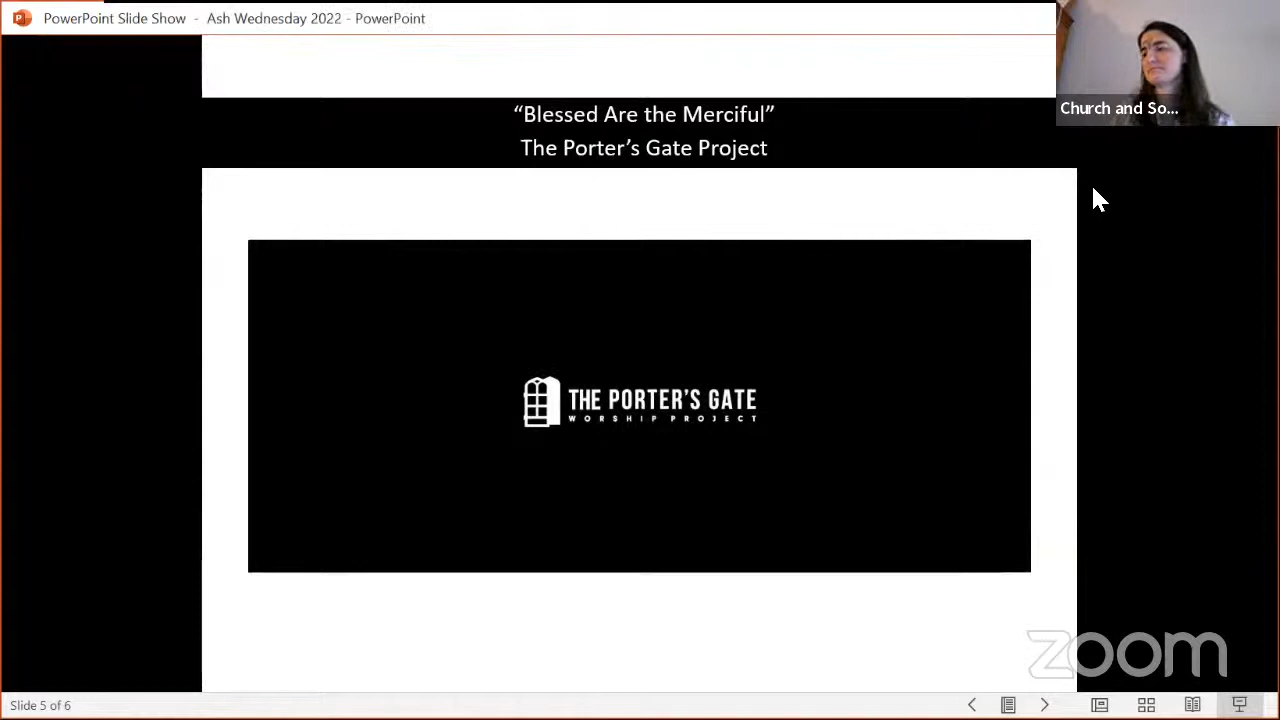 PowerPoint Slide Show - Ash Wednesday 2022 - PowerPoint
Church and So...
“Blessed Are the Merciful”
The Porter’s Gate Project
THE PORTER'S GATE
WORSHIP PROJECT
zoom
Slide 5 of 6